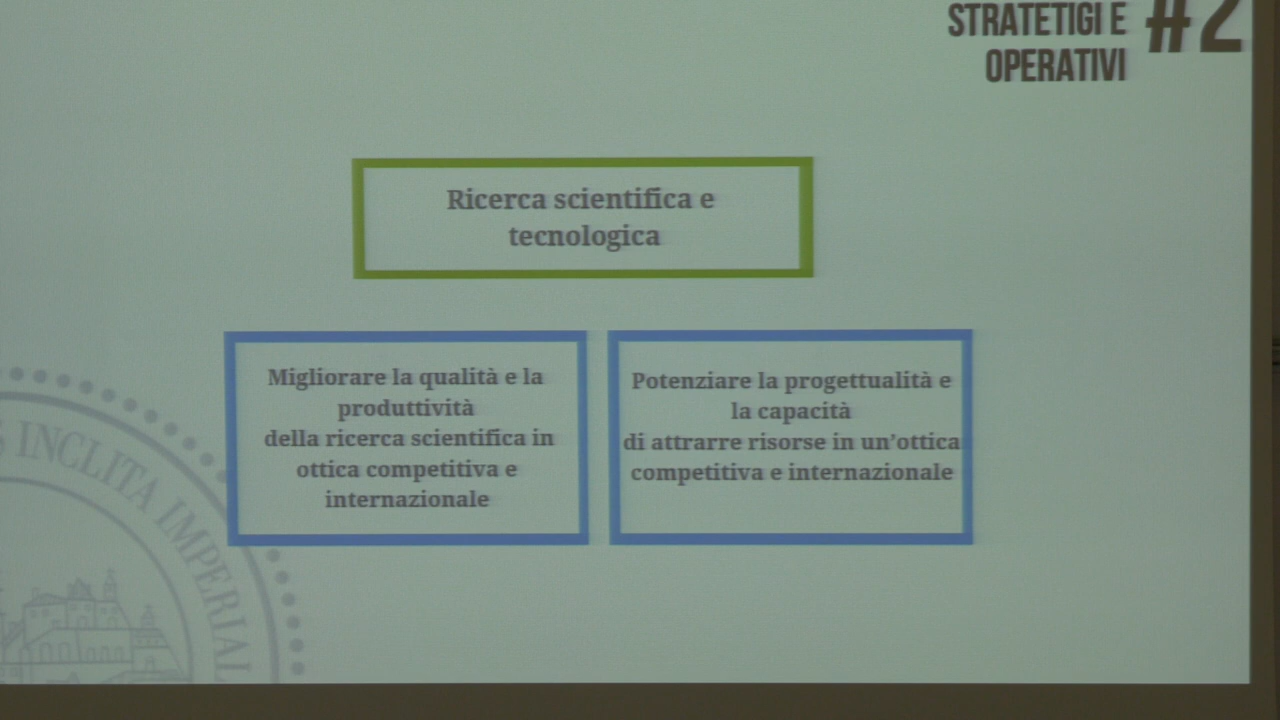 STRATETIGI E
OPERATIVI
#2
Ricerca scientifica e
tecnologica
Migliorare la qualità e la
produttività
della ricerca scientifica in
ottica competitiva e
internazionale
Potenziare la progettualità e
la capacità
di attrarre risorse in un'ottica
competitiva e internazionale
INCLITA IMPERIAL